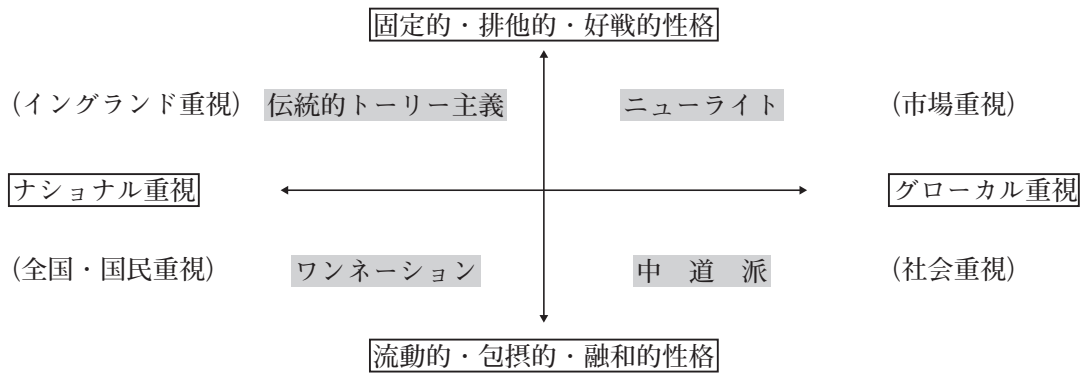 固定的・排他的・好戦的性格
(イングランド重視) 伝統的トーリー主義 ニューライト (市場重視)
ナショナル重視 グローカル重視
(全国・国民重視) ワンネーション 中 道 派 (社会重視)
流動的・包摂的・融和的性格